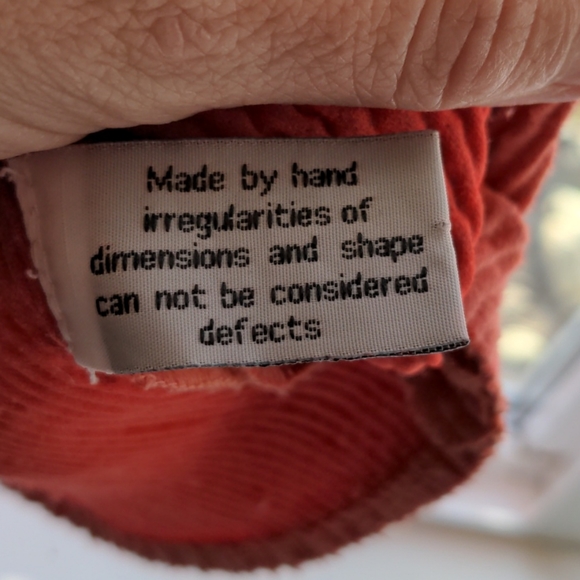 Made by hand
irregularities of
dimensions and shape
can not be considered
defects